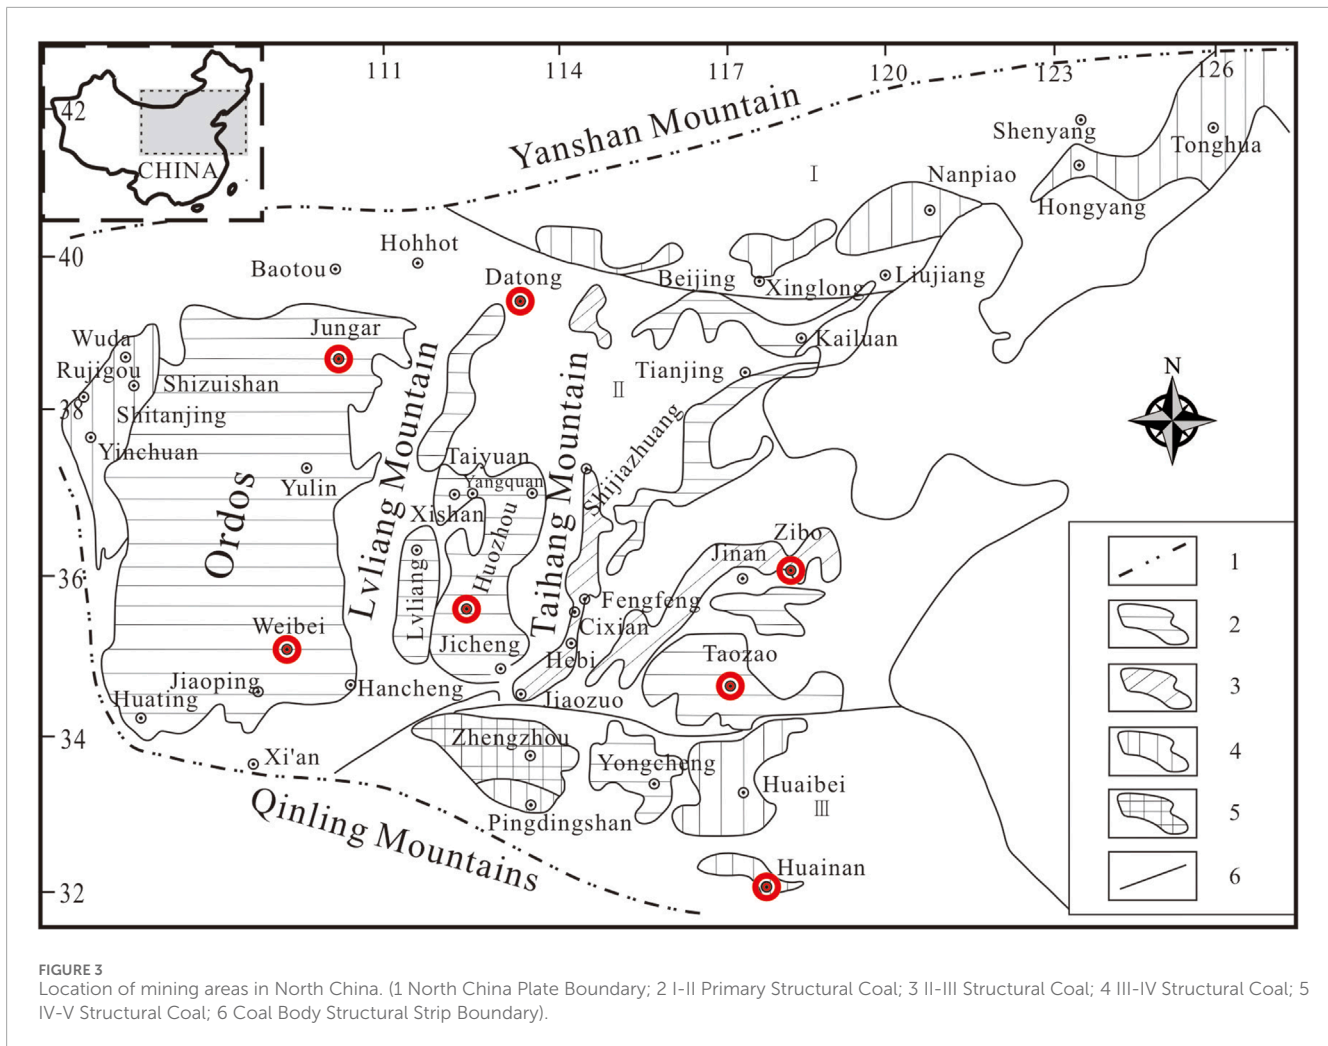 111
114
117
120
123
126
42
CHINA
Yanshan Mountain
Shenyang
Tonghua
I
Nanpiao
Hongyang
40
Hohhot
Baotou
Datong
Beijing
Xinglong
Liujiang
Jungar
Wuda
Kailuan
Rujigou
Shizuishan
Tianjing
N
38
Shitanjing
II
Yinchuan
Shijiazhuang
Taiyuan
Yangquan
Yulin
Xishan
Ordos
Lvliang Mountain
Taihang Mountain
Huozhou
Zibo
Jinan
36
Lvliang
Fengfeng
Cixian
Weibei
Jicheng
Hebi
Taozao
Jiaoping
Hancheng
Jiaozuo
Huating
34
Zhengzhou
Xi'an
Yongcheng
Huaibei
III
Qinling Mountains
Pingdingshan
Huainan
32
1
2
3
4
5
6
FIGURE 3
Location of mining areas in North China. (1 North China Plate Boundary; 2 I-II Primary Structural Coal; 3 II-III Structural Coal; 4 III-IV Structural Coal; 5
IV-V Structural Coal; 6 Coal Body Structural Strip Boundary).